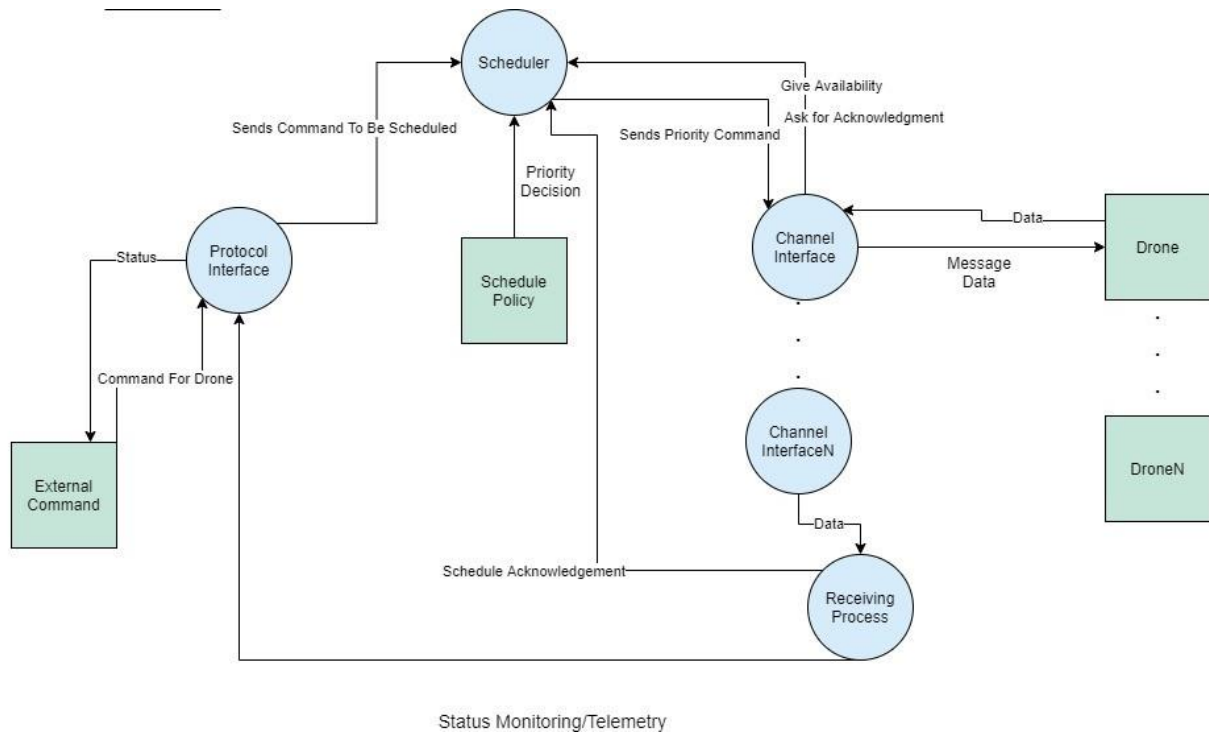 Scheduler
Give Availability
Ask for Acknowledgment
Sends Command To Be Scheduled
Sends Priority Command
Priority
Decision
Protocol
Interface
Status
Schedule
Policy
Channel
Interface
Data
Message
Data
Drone
Command For Drone
External
Command
Channel
InterfaceN
DroneN
Data
Schedule Acknowledgement
Receiving
Process
Status Monitoring/Telemetry